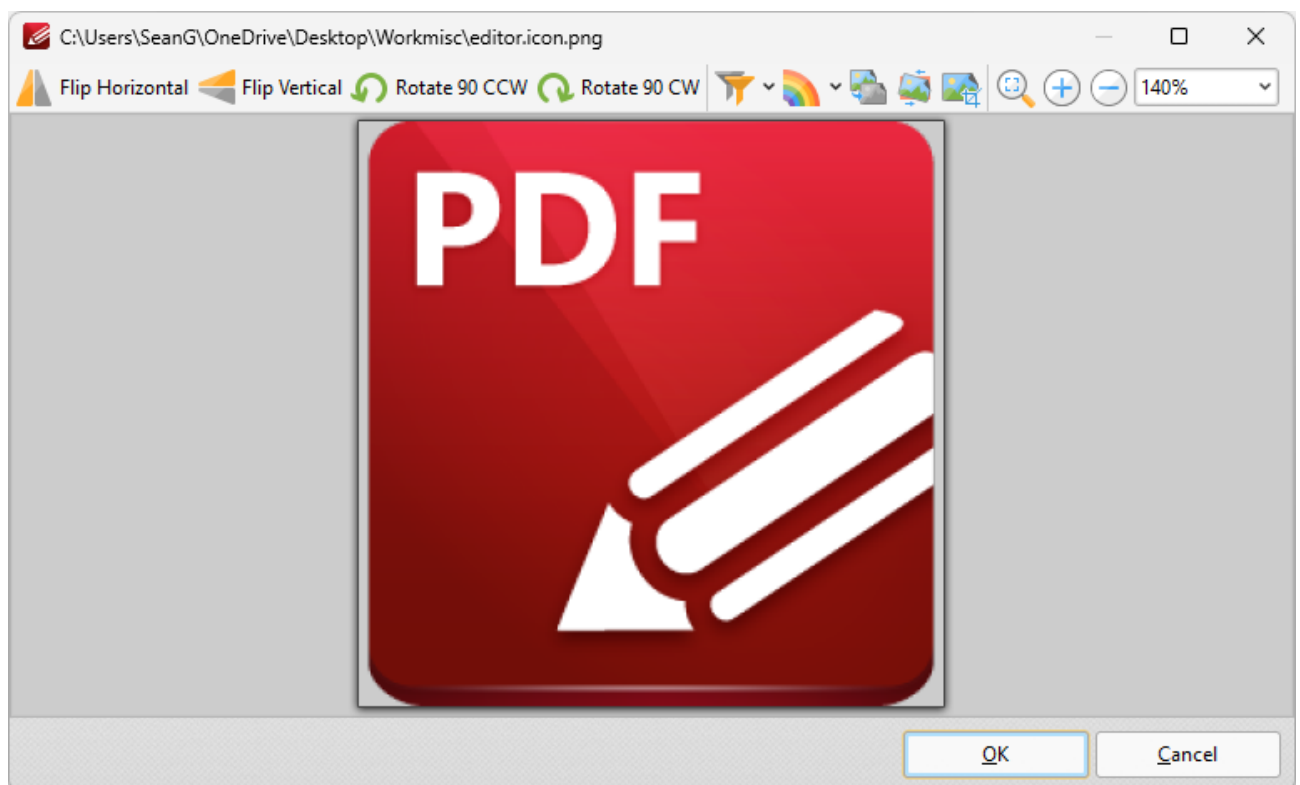 C:\Users\SeanG\OneDrive\Desktop\Workmisc\editor.icon.png
Flip Horizontal Flip Vertical Rotate 90 CCW Rotate 90 CW 140%
PDF
OK Cancel